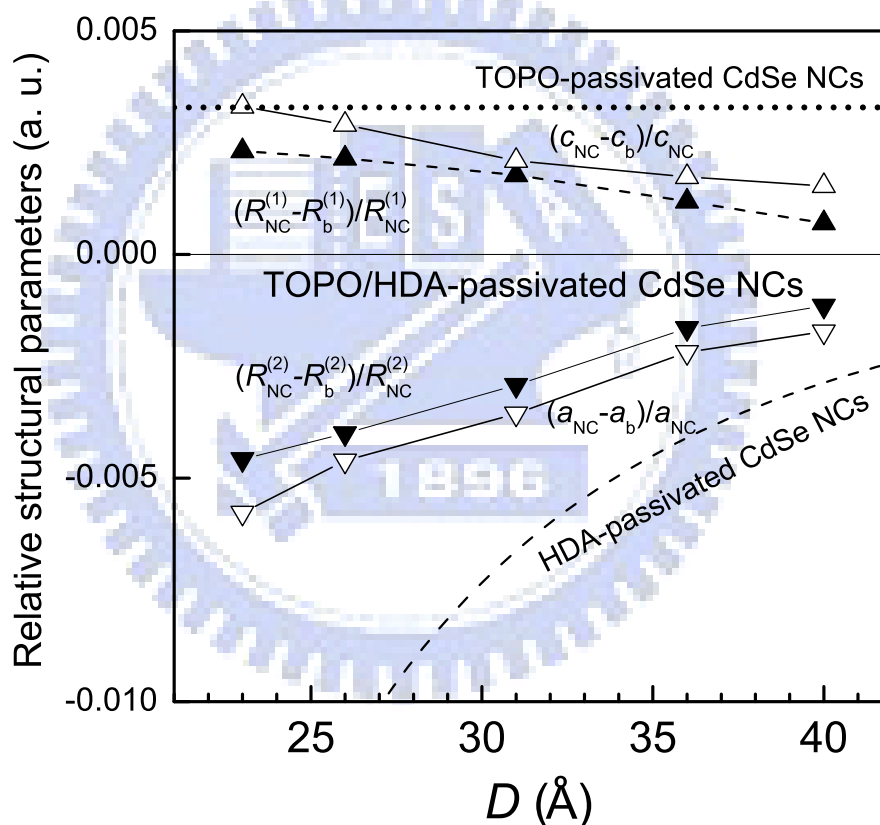 0.005
0.000
-0.005
-0.010
Relative structural parameters (a. u.)
TOPO-passivated CdSe NCs
(c_NC-c_b)/c_NC
(R_NC^(1)-R_b^(1))/R_NC^(1)
TOPO/HDA-passivated CdSe NCs
(R_NC^(2)-R_b^(2))/R_NC^(2)
(a_NC-a_b)/a_NC
HDA-passivated CdSe NCs
1996
25 30 35 40
D (Å)